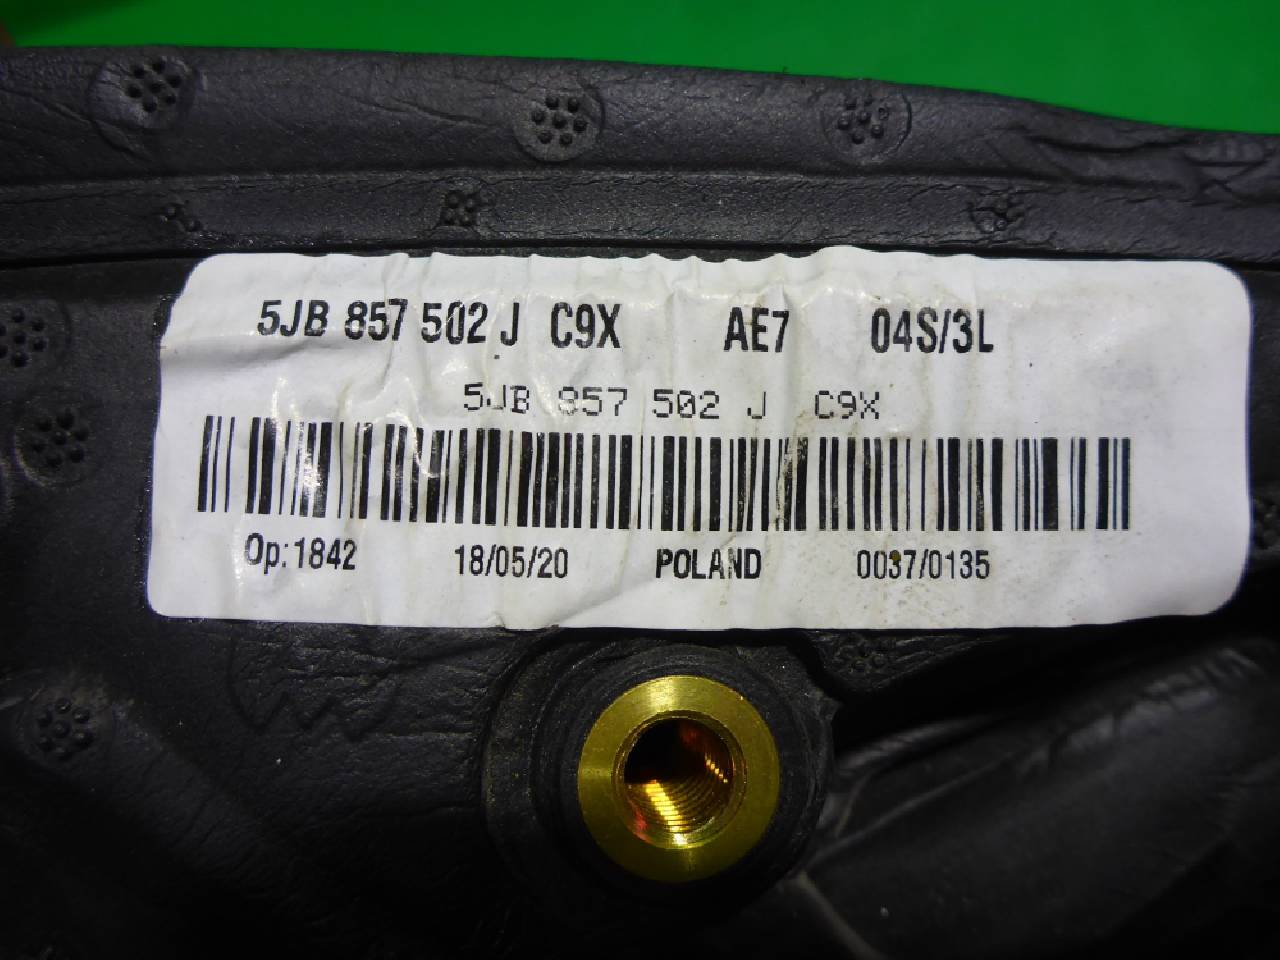 5JB 857 502 J C9X AE7 04S/3L
5JB 857 502 J C9X
Op:1842 18/05/20 POLAND 0037/0135